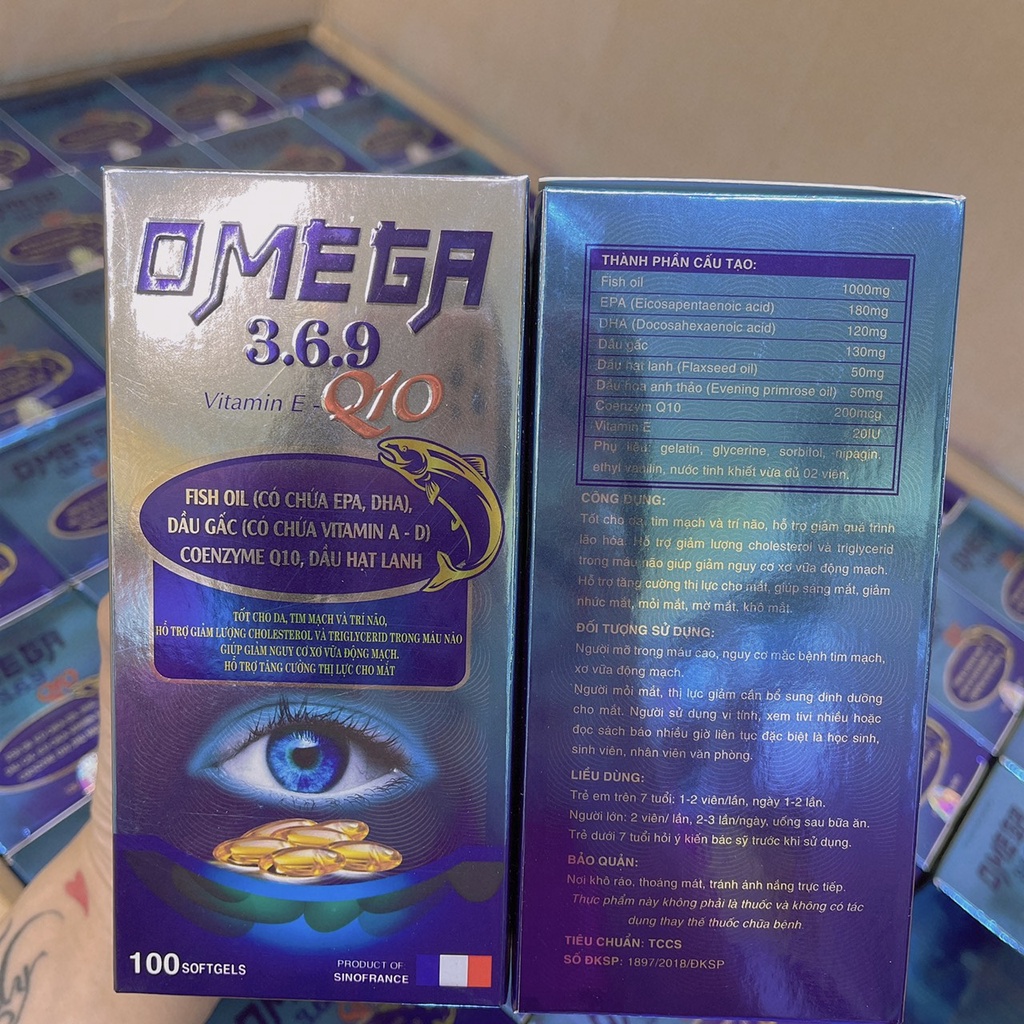 OMEGA
3.6.9
Vitamin E - Q10
FISH OIL (CÓ CHỨA EPA, DHA),
DẦU GẤC (CÓ CHỨA VITAMIN A - D)
COENZYME Q10, DẦU HẠT LANH
TỐT CHO DA, TIM MẠCH VÀ TRÍ NÃO,
HỖ TRỢ GIẢM LƯỢNG CHOLESTEROL VÀ TRIGLYCERID TRONG MÁU NÃO
GIÚP GIẢM NGUY CƠ XƠ VỮA ĐỘNG MẠCH.
HỖ TRỢ TĂNG CƯỜNG THỊ LỰC CHO MẮT
100 SOFTGELS
PRODUCT OF
SINOFRANCE
THÀNH PHẦN CẤU TẠO:
Fish oil 1000mg
EPA (Eicosapentaenoic acid) 180mg
DHA (Docosahexaenoic acid) 120mg
Dầu gấc 130mg
Dầu hạt lanh (Flaxseed oil) 50mg
Dầu hoa anh thảo (Evening primrose oil) 50mg
Coenzym Q10 200mcg
Vitamin E 20IU
Phụ liệu: gelatin, glycerine, sorbitol, nipagin,
ethyl vanilin, nước tinh khiết vừa đủ 02 viên.
CÔNG DỤNG:
Tốt cho da, tim mạch và trí não, hỗ trợ giảm quá trình
lão hóa. Hỗ trợ giảm lượng cholesterol và triglycerid
trong máu não giúp giảm nguy cơ xơ vữa động mạch.
Hỗ trợ tăng cường thị lực cho mắt, giúp sáng mắt, giảm
nhức mắt, mỏi mắt, mờ mắt, khô mắt.
ĐỐI TƯỢNG SỬ DỤNG:
Người mỡ trong máu cao, nguy cơ mắc bệnh tim mạch,
xơ vữa động mạch.
Người mỏi mắt, thị lực giảm cần bổ sung dinh dưỡng
cho mắt. Người sử dụng vi tính, xem tivi nhiều hoặc
đọc sách báo nhiều giờ liên tục đặc biệt là học sinh,
sinh viên, nhân viên văn phòng.
LIỀU DÙNG:
Trẻ em trên 7 tuổi: 1-2 viên/lần, ngày 1-2 lần.
Người lớn: 2 viên/ lần, 2-3 lần/ngày, uống sau bữa ăn.
Trẻ dưới 7 tuổi hỏi ý kiến bác sỹ trước khi sử dụng.
BẢO QUẢN:
Nơi khô ráo, thoáng mát, tránh ánh nắng trực tiếp.
Thực phẩm này không phải là thuốc và không có tác
dụng thay thế thuốc chữa bệnh
TIÊU CHUẨN: TCCS
SỐ ĐKSP: 1897/2018/ĐKSP
OMEGA
OMEGA
OMEGA